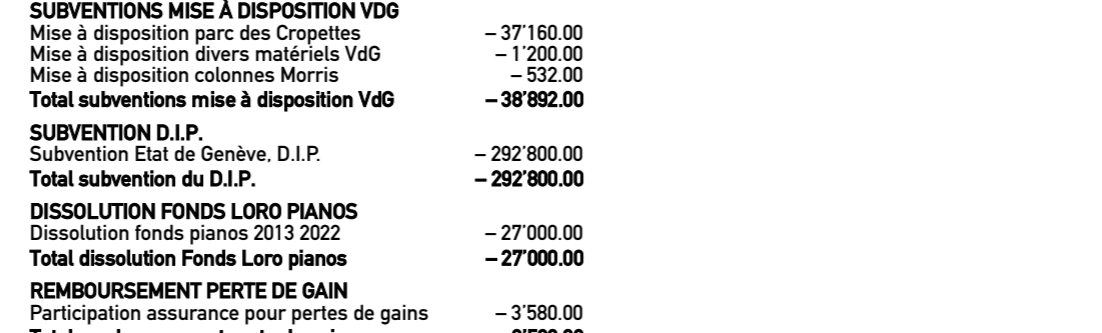 SUBVENTIONS MISE À DISPOSITION VDG
Mise à disposition parc des Cropettes – 37'160.00
Mise à disposition divers matériels VdG – 1'200.00
Mise à disposition colonnes Morris – 532.00
Total subventions mise à disposition VdG – 38'892.00
SUBVENTION D.I.P.
Subvention Etat de Genève, D.I.P. – 292'800.00
Total subvention du D.I.P. – 292'800.00
DISSOLUTION FONDS LORO PIANOS
Dissolution fonds pianos 2013 2022 – 27'000.00
Total dissolution Fonds Loro pianos – 27'000.00
REMBOURSEMENT PERTE DE GAIN
Participation assurance pour pertes de gains – 3'580.00